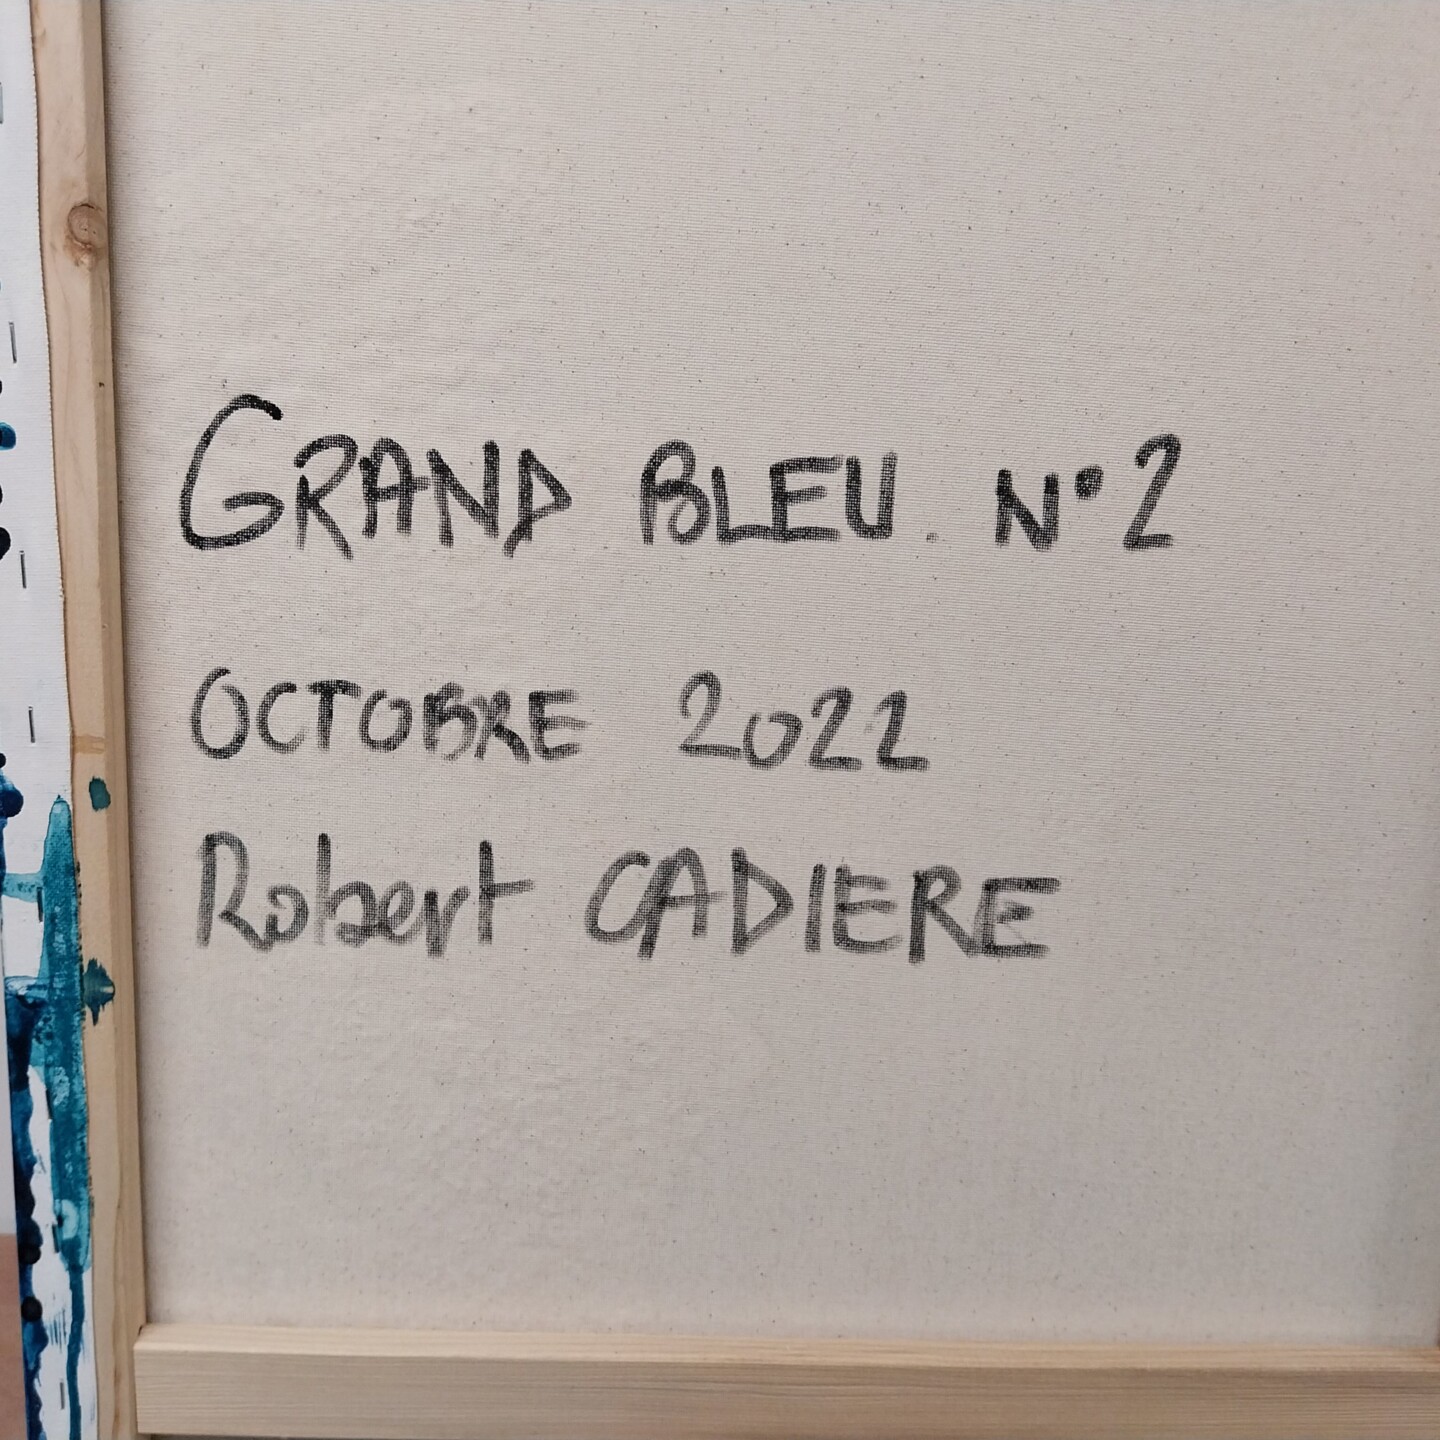 GRAND BLEU. N°2
OCTOBRE 2022
Robert CADIERE